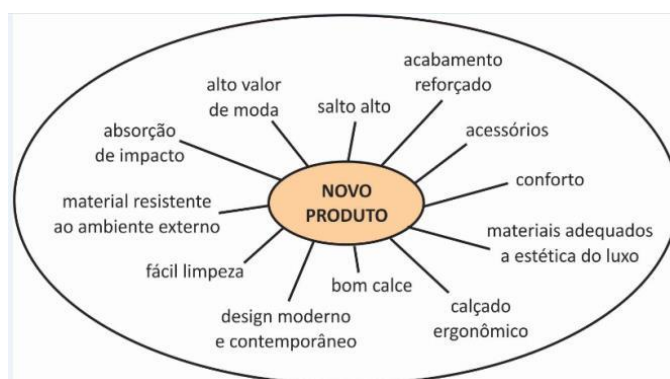 acabamento
reforçado
alto valor
de moda
salto alto
absorção
de impacto
acessórios
conforto
NOVO
PRODUTO
material resistente
ao ambiente externo
materiais adequados
a estética do luxo
fácil limpeza
bom calce
design moderno
e contemporâneo
calçado
ergonômico